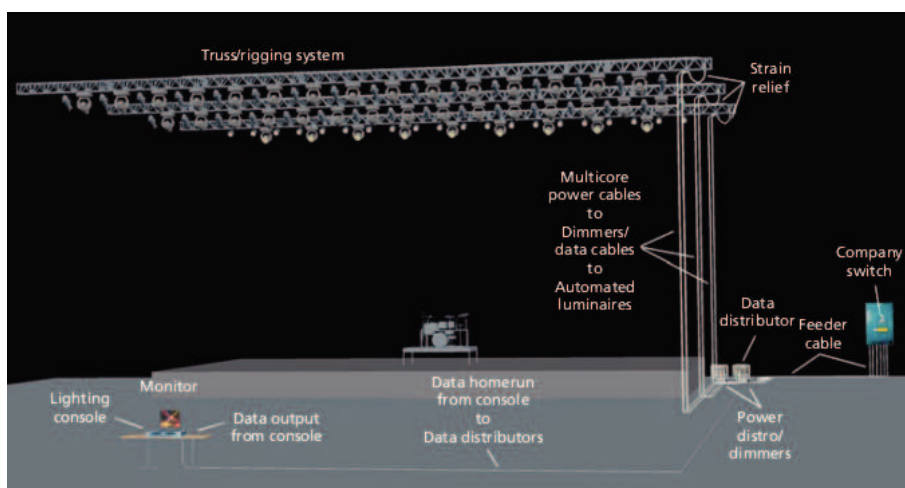 Truss/rigging system
Strain
relief
Multicore
power cables
to
Dimmers/
data cables
to
Automated
luminaires
Company
switch
Data
distributor
Feeder
cable
Monitor
Lighting
console
Data output
from console
Data homerun
from console
to
Data distributors
Power
distro/
dimmers